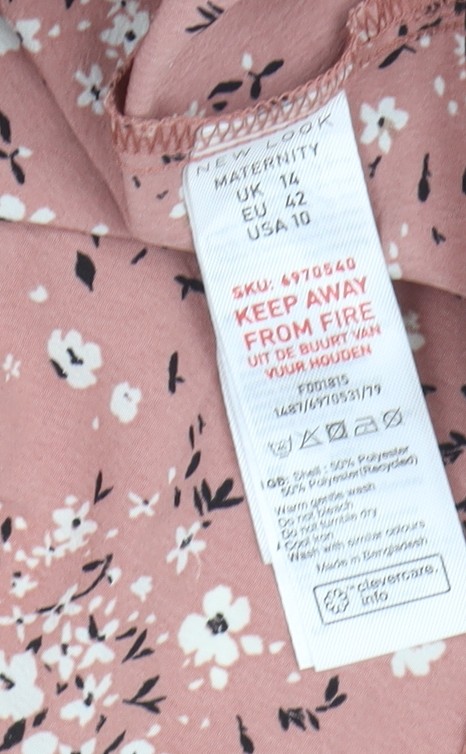 NEW LOOK
MATERNITY
UK 14
EU 42
USA 10
SKU: 6970540
KEEP AWAY
FROM FIRE
UIT DE BUURT VAN
VUUR HOUDEN
FDD1815
1487/6970531/79
GB: Shell: 50% Polyester
50% Polyester(Recycled)
Warm gentle wash
Do not bleach
Do not tumble dry
Cool iron
Wash with similar colours
Made in Bangladesh
clevercare.
info